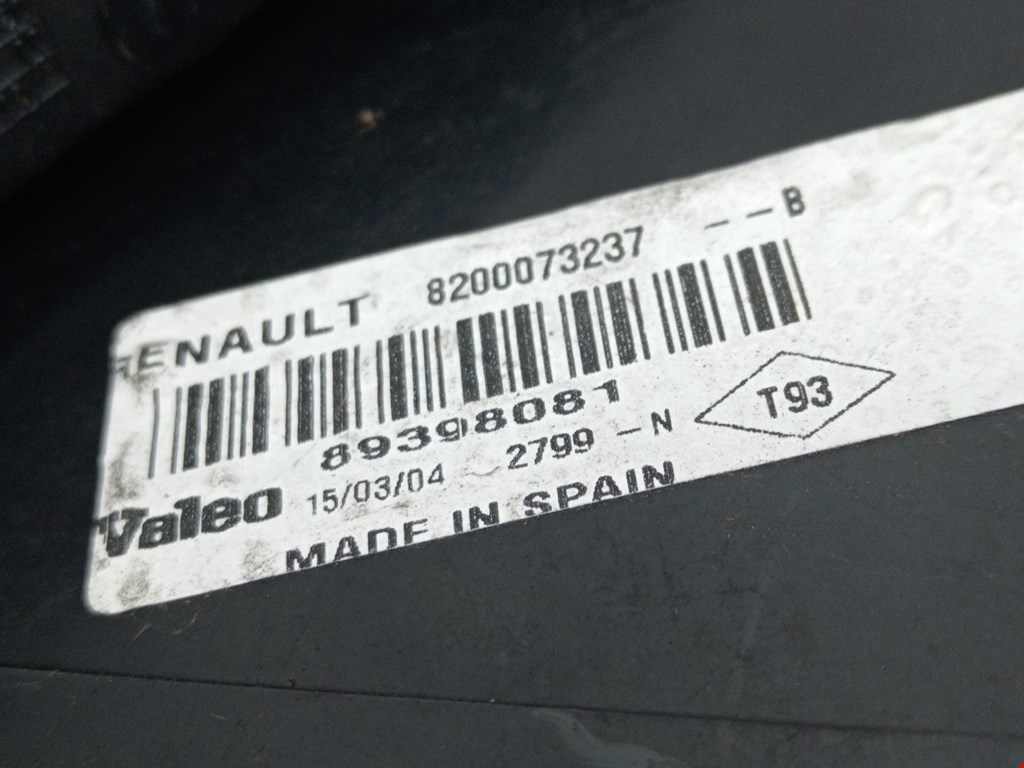 RENAULT 8200073237 --B
89398081
Valeo 15/03/04 2799 -N T93
MADE IN SPAIN